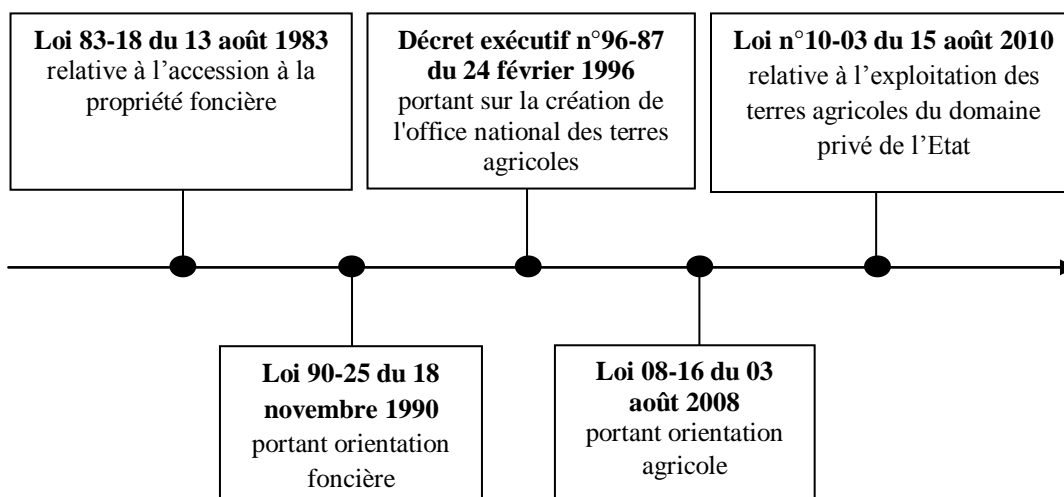 Loi 83-18 du 13 août 1983
relative à l’accession à la
propriété foncière
Décret exécutif n°96-87
du 24 février 1996
portant sur la création de
l'office national des terres
agricoles
Loi n°10-03 du 15 août 2010
relative à l’exploitation des
terres agricoles du domaine
privé de l’Etat
Loi 90-25 du 18
novembre 1990
portant orientation
foncière
Loi 08-16 du 03
août 2008
portant orientation
agricole